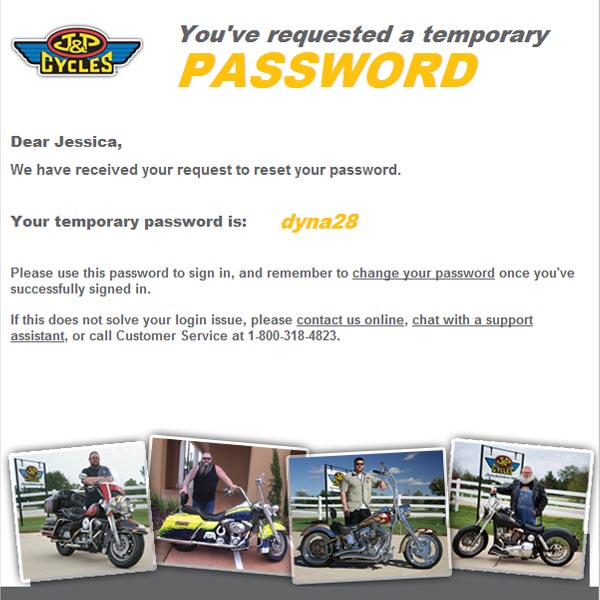 J&P
CYCLES
You've requested a temporary
PASSWORD
Dear Jessica,
We have received your request to reset your password.
Your temporary password is: dyna28
Please use this password to sign in, and remember to change your password once you've
successfully signed in.
If this does not solve your login issue, please contact us online, chat with a support
assistant, or call Customer Service at 1-800-318-4823.
J&P
CYCLES